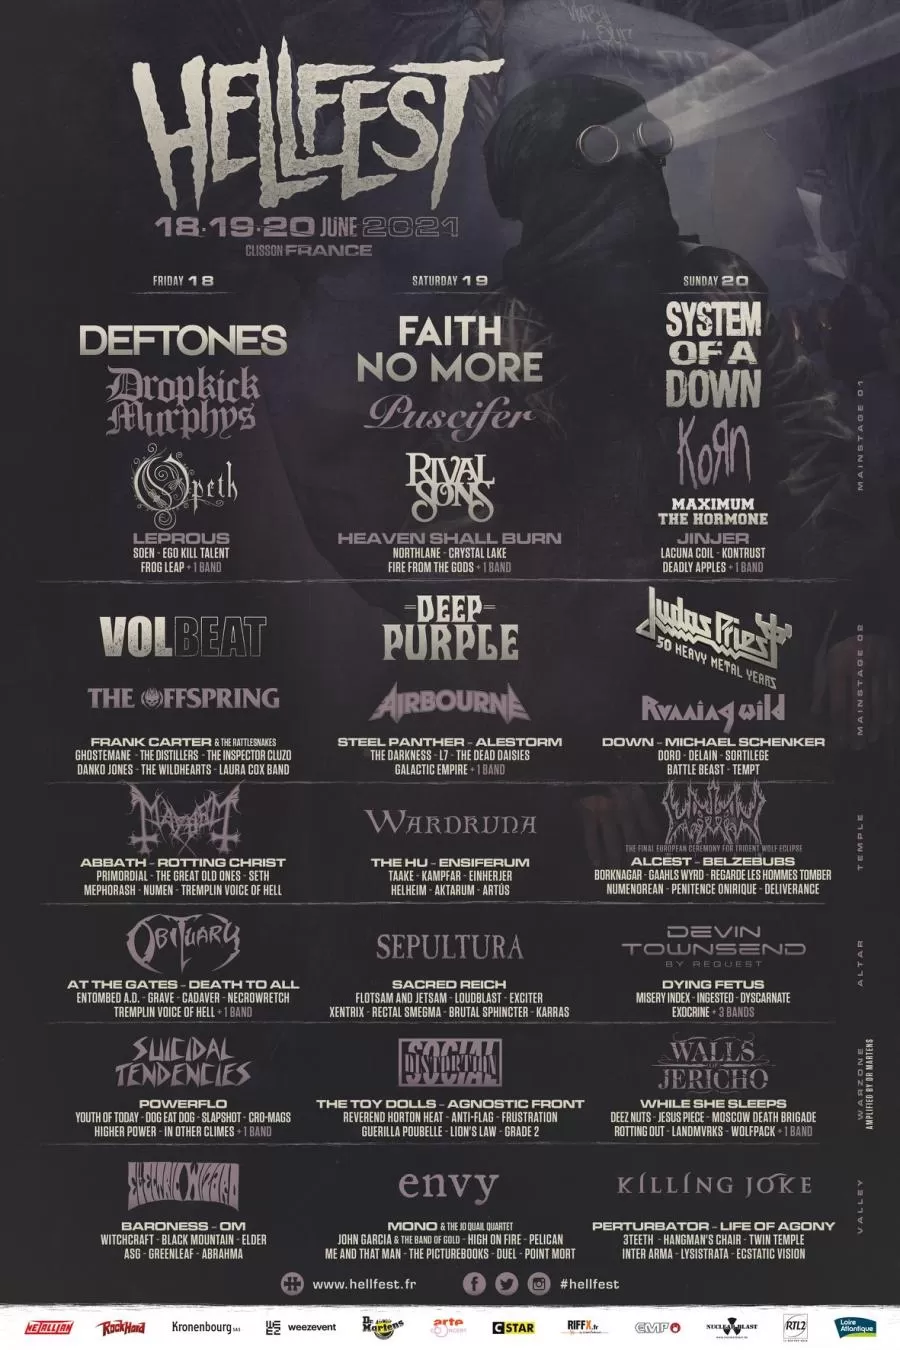 HELLFEST
18·19·20 JUNE 2021
CLISSON FRANCE
FRIDAY 18
SATURDAY 19
SUNDAY 20
DEFTONES
Dropkick
Murphys
Opeth
LEPROUS
SOEN - EGO KILL TALENT
FROG LEAP + 1 BAND
FAITH
NO MORE
Puscifer
RIVAL
SONS
HEAVEN SHALL BURN
NORTHLANE - CRYSTAL LAKE
FIRE FROM THE GODS + 1 BAND
SYSTEM
OF A
DOWN
KoЯn
MAXIMUM
THE HORMONE
JINJER
LACUNA COIL - KONTRUST
DEADLY APPLES + 1 BAND
MAINSTAGE 01
VOLBEAT
THE OFFSPRING
FRANK CARTER & THE RATTLESNAKES
GHOSTEMANE - THE DISTILLERS - THE INSPECTOR CLUZO
DANKO JONES - THE WILDHEARTS - LAURA COX BAND
DEEP
PURPLE
AIRBOURNE
STEEL PANTHER - ALESTORM
THE DARKNESS - L7 - THE DEAD DAISIES
GALACTIC EMPIRE + 1 BAND
Judas Priest
50 HEAVY METAL YEARS
Running wild
DOWN - MICHAEL SCHENKER
DORO - DELAIN - SORTILEGE
BATTLE BEAST - TEMPT
MAINSTAGE 02
MAYHEM
ABBATH - ROTTING CHRIST
PRIMORDIAL - THE GREAT OLD ONES - SETH
MEPHORASH - NUMEN - TREMPLIN VOICE OF HELL
WARDRUNA
THE HU - ENSIFERUM
TAAKE - KAMPFAR - EINHERJER
HELHEIM - AKTARUM - ARTÚS
WATAIN
THE FINAL EUROPEAN CEREMONY FOR TRIDENT WOLF ECLIPSE
ALCEST - BELZEBUBS
BORKNAGAR - GAAHLS WYRD - REGARDE LES HOMMES TOMBER
NUMENOREAN - PENITENCE ONIRIQUE - DELIVERANCE
TEMPLE
OBITUARY
AT THE GATES - DEATH TO ALL
ENTOMBED A.D. - GRAVE - CADAVER - NECROWRETCH
TREMPLIN VOICE OF HELL + 1 BAND
SEPULTURA
SACRED REICH
FLOTSAM AND JETSAM - LOUDBLAST - EXCITER
XENTRIX - RECTAL SMEGMA - BRUTAL SPHINCTER - KARRAS
DEVIN
TOWNSEND
BY REQUEST
DYING FETUS
MISERY INDEX - INGESTED - DYSCARNATE
EXOCRINE + 3 BANDS
ALTAR
SUICIDAL
TENDENCIES
POWERFLO
YOUTH OF TODAY - DOG EAT DOG - SLAPSHOT - CRO-MAGS
HIGHER POWER - IN OTHER CLIMES + 1 BAND
SOCIAL
DISTORTION
THE TOY DOLLS - AGNOSTIC FRONT
REVEREND HORTON HEAT - ANTI-FLAG - FRUSTRATION
GUERILLA POUBELLE - LION'S LAW - GRADE 2
WALLS
OF
JERICHO
WHILE SHE SLEEPS
DEEZ NUTS - JESUS PIECE - MOSCOW DEATH BRIGADE
ROTTING OUT - LANDMVRKS - WOLFPACK + 1 BAND
WARZONE
AMPLIFIED BY DR MARTENS
ELECTRIC WIZARD
BARONESS - OM
WITCHCRAFT - BLACK MOUNTAIN - ELDER
ASG - GREENLEAF - ABRAHMA
envy
MONO & THE JO QUAIL QUARTET
JOHN GARCIA & THE BAND OF GOLD - HIGH ON FIRE - PELICAN
ME AND THAT MAN - THE PICTUREBOOKS - DUEL - POINT MORT
KILLING JOKE
PERTURBATOR - LIFE OF AGONY
3TEETH - HANGMAN'S CHAIR - TWIN TEMPLE
INTER ARMA - LYSISTRATA - ECSTATIC VISION
VALLEY
www.hellfest.fr
#hellfest
METALLIAN
RockHard
Kronenbourg SAS
weezevent
Dr. Martens
arte
CONCERT
CSTAR
RIFFX.fr
EMP
NUCLEAR BLAST
RTL2
Loire
Atlantique